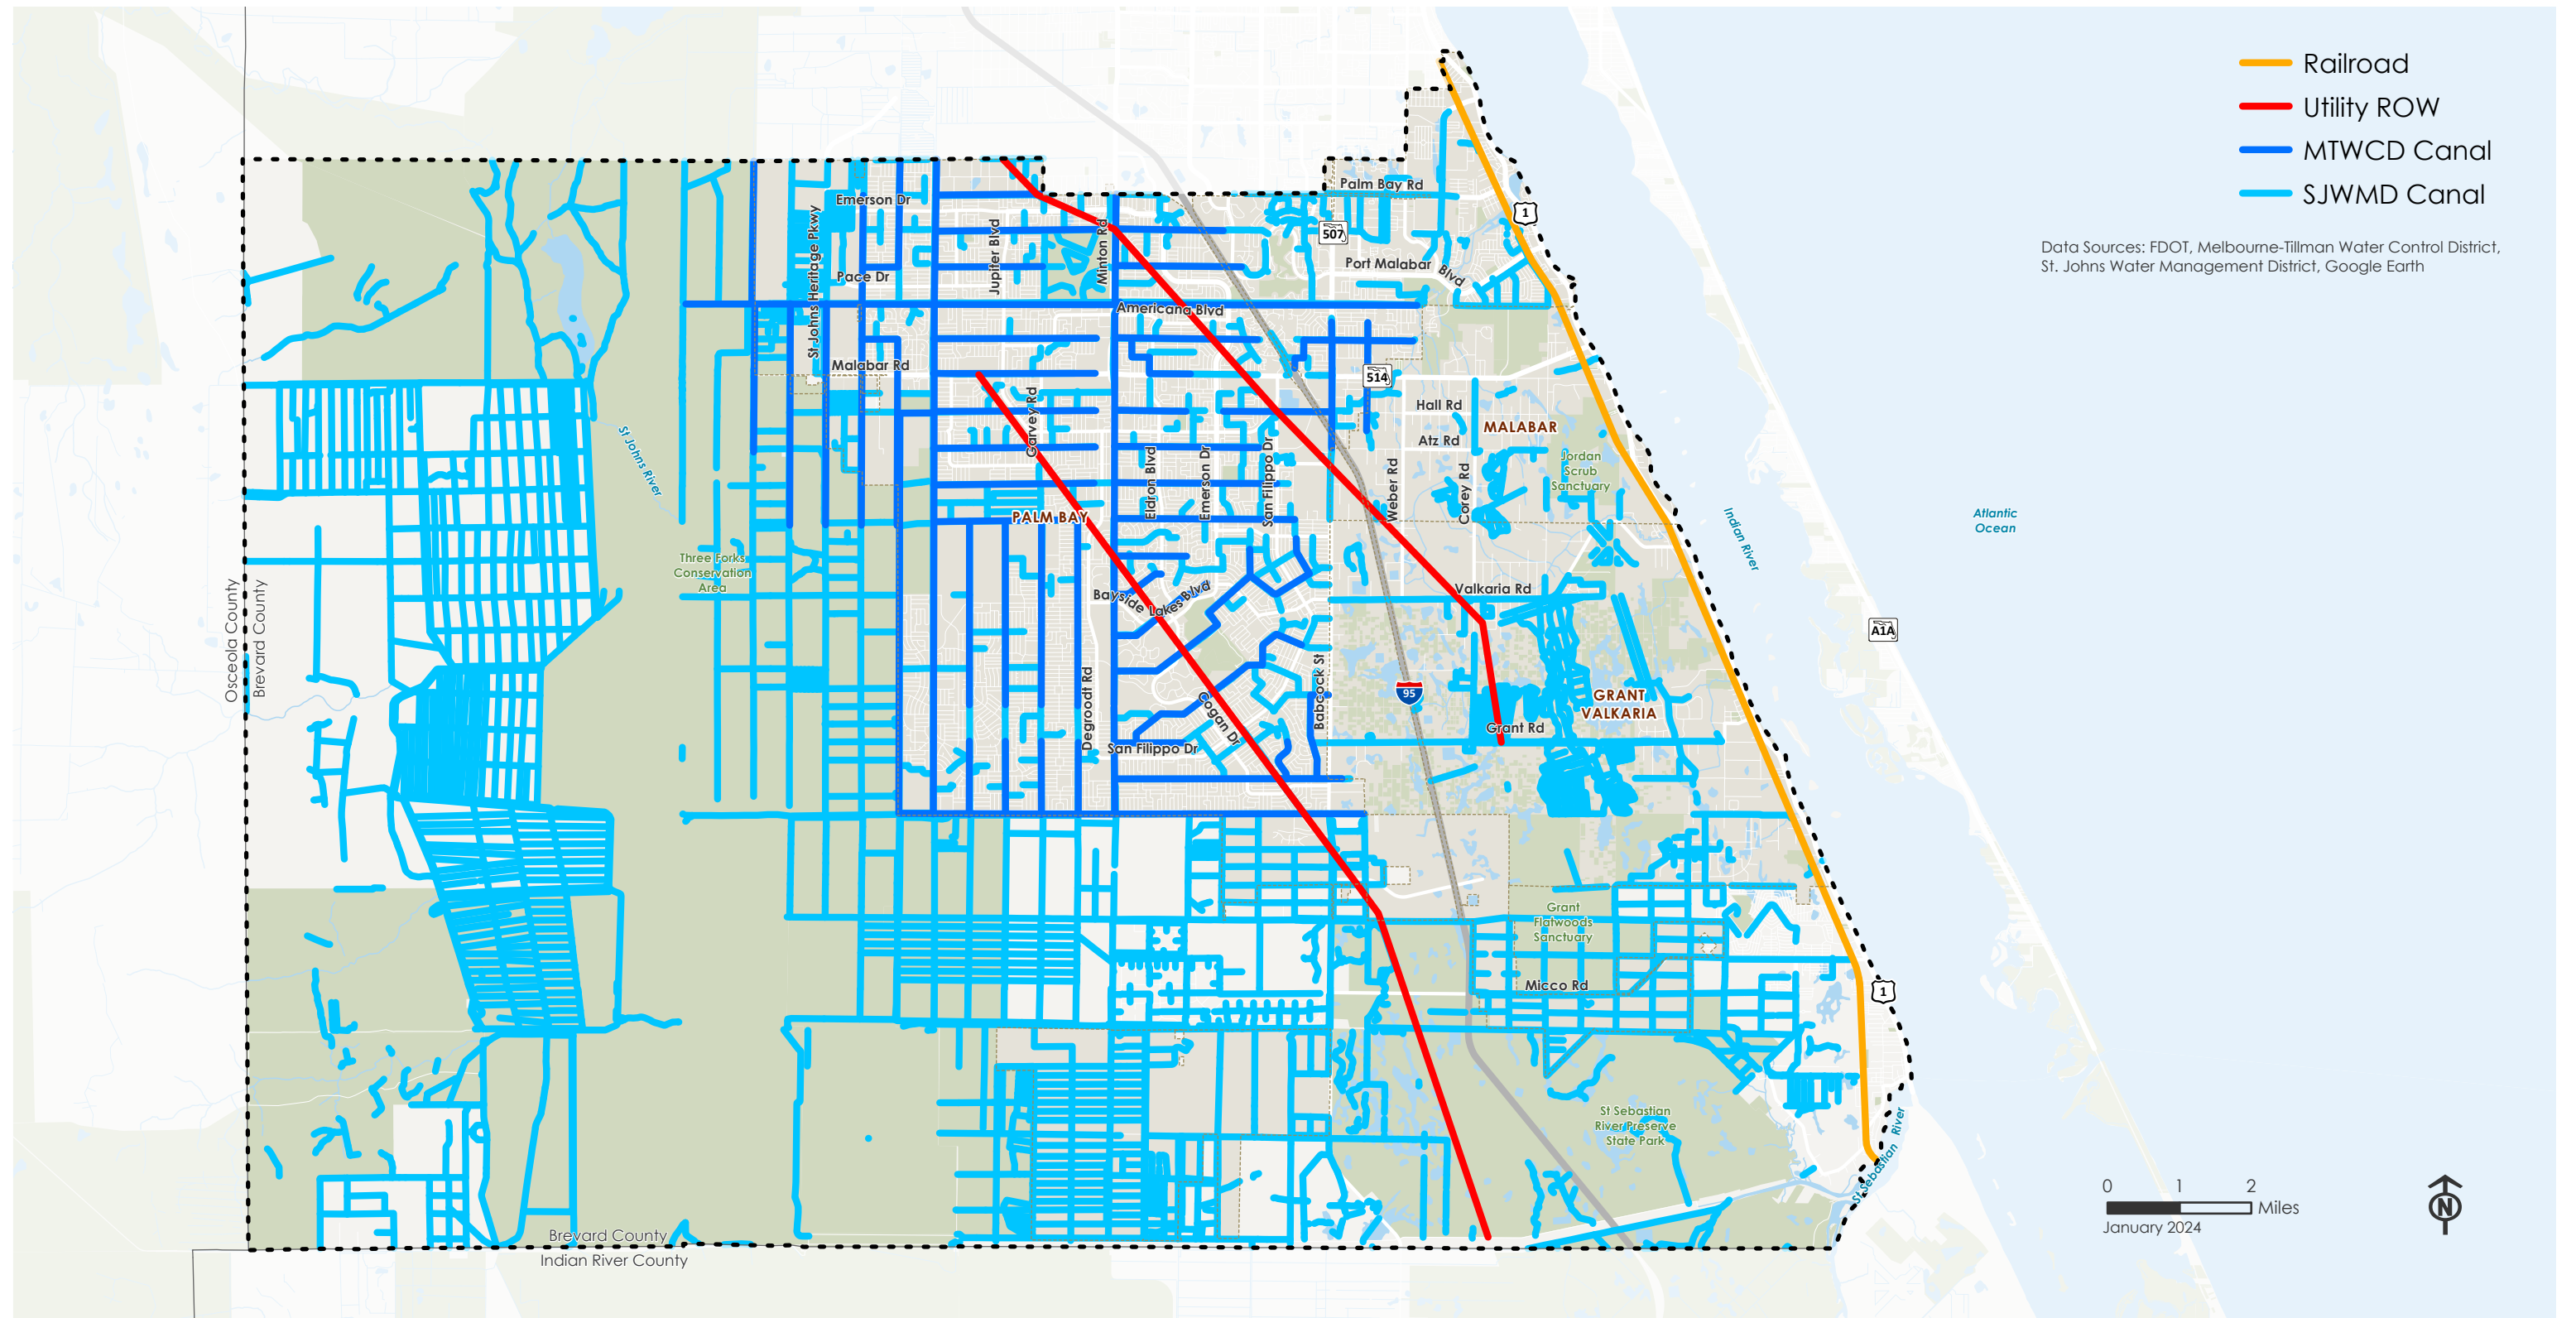 Railroad
Utility ROW
MTWCD Canal
SJWMD Canal
Data Sources: FDOT, Melbourne-Tillman Water Control District,
St. Johns Water Management District, Google Earth
Palm Bay Rd
Emerson Dr
1
507
St Johns Heritage Pkwy
Jupiter Blvd
Minton Rd
Port Malabar Blvd
Pace Dr
Americana Blvd
Malabar Rd
514
Garvey Rd
Hall Rd
MALABAR
Atz Rd
St Johns River
Jordan
Scrub
Sanctuary
Eldron Blvd
Emerson Dr
San Filippo Dr
Weber Rd
Corey Rd
PALM BAY
Indian River
Atlantic
Ocean
Three Forks
Conservation
Area
Osceola County
Brevard County
Bayside Lakes Blvd
Valkaria Rd
A1A
Degroodt Rd
Cogan Dr
Babcock St
95
GRANT
VALKARIA
Grant Rd
San Filippo Dr
Grant
Flatwoods
Sanctuary
Micco Rd
1
St Sebastian
River Preserve
State Park
St Sebastian River
0 1 2
Miles
January 2024
N
Brevard County
Indian River County